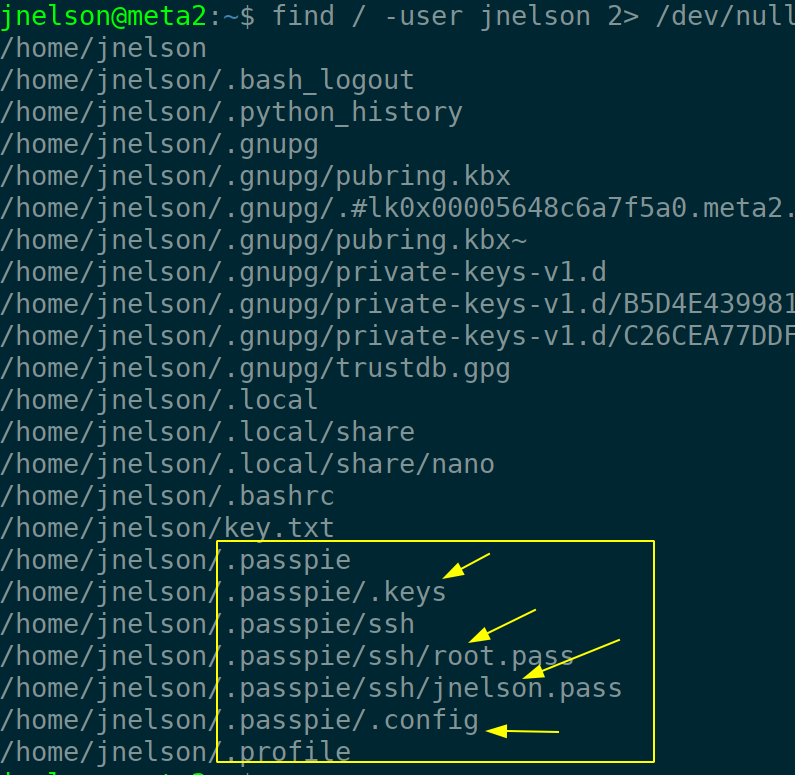 jnelson@meta2:~$ find / -user jnelson 2> /dev/null
/home/jnelson
/home/jnelson/.bash_logout
/home/jnelson/.python_history
/home/jnelson/.gnupg
/home/jnelson/.gnupg/pubring.kbx
/home/jnelson/.gnupg/.#lk0x00005648c6a7f5a0.meta2.
/home/jnelson/.gnupg/pubring.kbx~
/home/jnelson/.gnupg/private-keys-v1.d
/home/jnelson/.gnupg/private-keys-v1.d/B5D4E439981
/home/jnelson/.gnupg/private-keys-v1.d/C26CEA77DDF
/home/jnelson/.gnupg/trustdb.gpg
/home/jnelson/.local
/home/jnelson/.local/share
/home/jnelson/.local/share/nano
/home/jnelson/.bashrc
/home/jnelson/key.txt
/home/jnelson/.passpie
/home/jnelson/.passpie/.keys
/home/jnelson/.passpie/ssh
/home/jnelson/.passpie/ssh/root.pass
/home/jnelson/.passpie/ssh/jnelson.pass
/home/jnelson/.passpie/.config
/home/jnelson/.profile